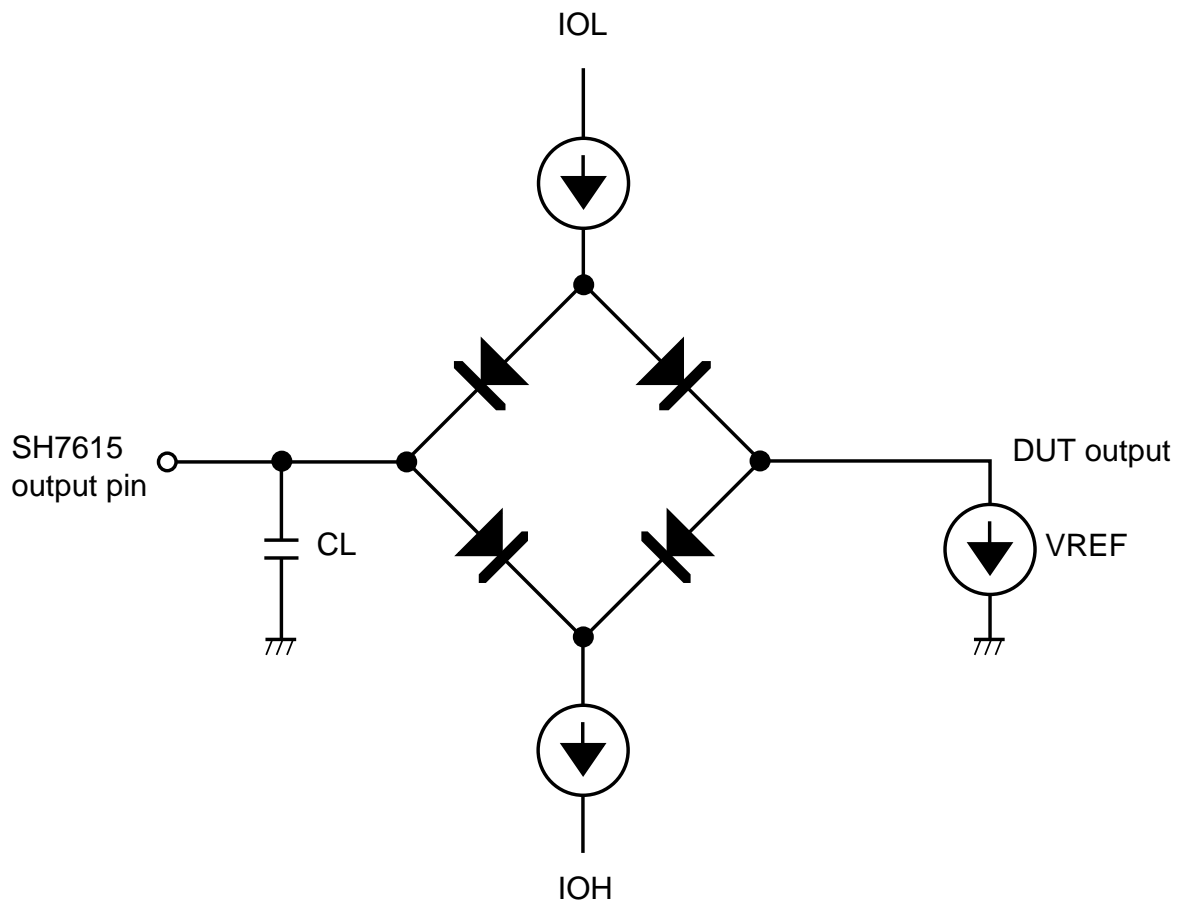 IOL
SH7615
output pin
CL
DUT output
VREF
IOH